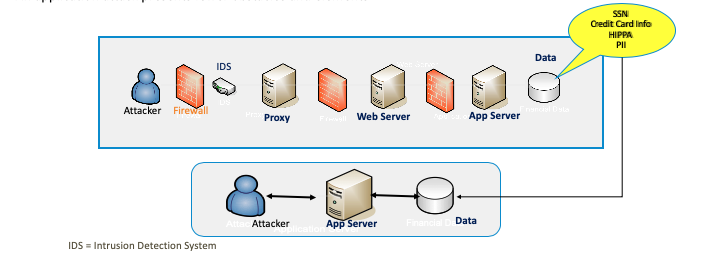 SSN
Credit Card Info
HIPPA
PII
Data
IDS
Attacker
Firewall
Proxy
Web Server
App Server
Attacker
App Server
Data
IDS = Intrusion Detection System